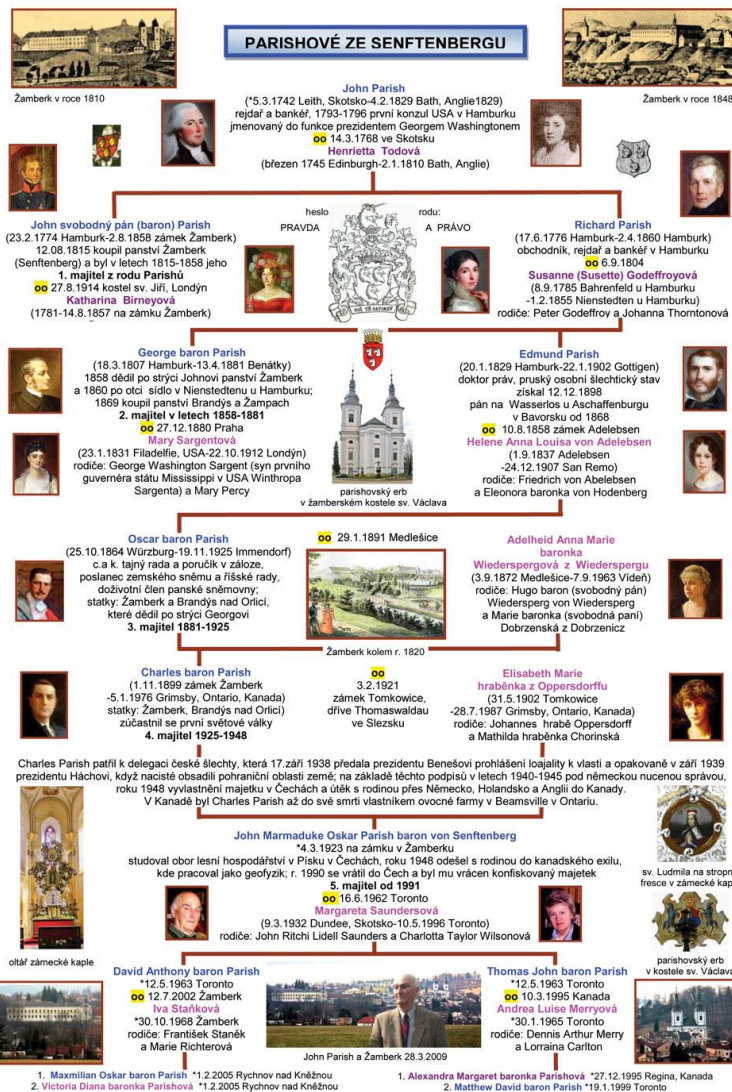 PARISHOVÉ ZE SENFTENBERGU
Žamberk v roce 1810
Žamberk v roce 1848
John Parish
(*5.3.1742 Leith, Skotsko-4.2.1829 Bath, Anglie1829)
rejdař a bankéř, 1793-1796 první konzul USA v Hamburku
jmenovaný do funkce prezidentem Georgem Washingtonem
oo 14.3.1768 ve Skotsku
Henrietta Todová
(březen 1745 Edinburgh-2.1.1810 Bath, Anglie)
heslo rodu:
PRAVDA A PRÁVO
John svobodný pán (baron) Parish
(23.2.1774 Hamburk-2.8.1858 zámek Žamberk)
12.08.1815 koupil panství Žamberk
(Senftenberg) a byl v letech 1815-1858 jeho
1. majitel z rodu Parishů
oo 27.8.1914 kostel sv. Jiří, Londýn
Katharina Birneyová
(1781-14.8.1857 na zámku Žamberk)
Richard Parish
(17.6.1776 Hamburk-2.4.1860 Hamburk)
obchodník, rejdař a bankéř v Hamburku
oo 6.9.1804
Susanne (Susette) Godeffroyová
(8.9.1785 Bahrenfeld u Hamburku
-1.2.1855 Nienstedten u Hamburku)
rodiče: Peter Godeffroy a Johanna Thorntonová
George baron Parish
(18.3.1807 Hamburk-13.4.1881 Benátky)
1858 dědil po strýci Johnovi panství Žamberk
a 1860 po otci sídlo v Nienstedtenu u Hamburku;
1869 koupil panství Brandýs a Žampach
2. majitel v letech 1858-1881
oo 27.12.1880 Praha
Mary Sargentová
(23.1.1831 Filadelfie, USA-22.10.1912 Londýn)
rodiče: George Washington Sargent (syn prvního
guvernéra státu Mississippi v USA Winthropa
Sargenta) a Mary Percy
parishovský erb
v žamberském kostele sv. Václava
Edmund Parish
(20.1.1829 Hamburk-22.1.1902 Gottigen)
doktor práv, pruský osobní šlechtický stav
získal 12.12.1898
pán na Wasserlos u Aschaffenburgu
v Bavorsku od 1868
oo 10.8.1858 zámek Adelebsen
Helene Anna Louisa von Adelebsen
(1.9.1837 Adelebsen
-24.12.1907 San Remo)
rodiče: Friedrich von Abelebsen
a Eleonora baronka von Hodenberg
Oscar baron Parish
(25.10.1864 Würzburg-19.11.1925 Immendorf)
c.a k. tajný rada a poručík v záloze,
poslanec zemského sněmu a říšské rady,
doživotní člen panské sněmovny;
statky: Žamberk a Brandýs nad Orlicí,
které dědil po strýci Georgovi
3. majitel 1881-1925
oo 29.1.1891 Medlešice
Žamberk kolem r. 1820
Adelheid Anna Marie
baronka
Wiederspergová z Wiederspergu
(3.9.1872 Medlešice-7.9.1963 Vídeň)
rodiče: Hugo baron (svobodný pán)
Wiedersperg von Wiedersperg
a Marie baronka (svobodná paní)
Dobrzenská z Dobrzenicz
Charles baron Parish
(1.11.1899 zámek Žamberk
-5.1.1976 Grimsby, Ontario, Kanada)
statky: Žamberk, Brandýs nad Orlicí)
zúčastnil se první světové války
4. majitel 1925-1948
oo
3.2.1921
zámek Tomkowice,
dříve Thomaswaldau
ve Slezsku
Elisabeth Marie
hraběnka z Oppersdorffu
(31.5.1902 Tomkowice
-28.7.1987 Grimsby, Ontario, Kanada)
rodiče: Johannes hrabě Oppersdorff
a Mathilda hraběnka Chorinská
Charles Parish patřil k delegaci české šlechty, která 17.září 1938 předala prezidentu Benešovi prohlášení loajality k vlasti a opakovaně v září 1939
prezidentu Háchovi, když nacisté obsadili pohraniční oblasti země; na základě těchto podpisů v letech 1940-1945 pod německou nucenou správou,
roku 1948 vyvlastnění majetku v Čechách a útěk s rodinou přes Německo, Holandsko a Anglii do Kanady.
V Kanadě byl Charles Parish až do své smrti vlastníkem ovocné farmy v Beamsville v Ontariu.
John Marmaduke Oskar Parish baron von Senftenberg
*4.3.1923 na zámku v Žamberku
studoval obor lesní hospodářství v Písku v Čechách, roku 1948 odešel s rodinou do kanadského exilu,
kde pracoval jako geofyzik; r. 1990 se vrátil do Čech a byl mu vrácen konfiskovaný majetek
5. majitel od 1991
oo 16.6.1962 Toronto
Margareta Saundersová
(9.3.1932 Dundee, Skotsko-10.5.1996 Toronto)
rodiče: John Ritchi Lidell Saunders a Charlotta Taylor Wilsonová
oltář zámecké kaple
sv. Ludmila na stropní
fresce v zámecké kapli
parishovský erb
v kostele sv. Václava
David Anthony baron Parish
*12.5.1963 Toronto
oo 12.7.2002 Žamberk
Iva Staňková
*30.10.1968 Žamberk
rodiče: František Staněk
a Marie Richterová
John Parish a Žamberk 28.3.2009
Thomas John baron Parish
*12.5.1963 Toronto
oo 10.3.1995 Kanada
Andrea Luise Merryová
*30.1.1965 Toronto
rodiče: Dennis Arthur Merry
a Lorraina Carlton
1. Maxmilian Oskar baron Parish *1.2.2005 Rychnov nad Kněžnou
2. Victoria Diana baronka Parishová *1.2.2005 Rychnov nad Kněžnou
1. Alexandra Margaret baronka Parishová *27.12.1995 Regina, Kanada
2. Matthew David baron Parish *19.1.1999 Toronto